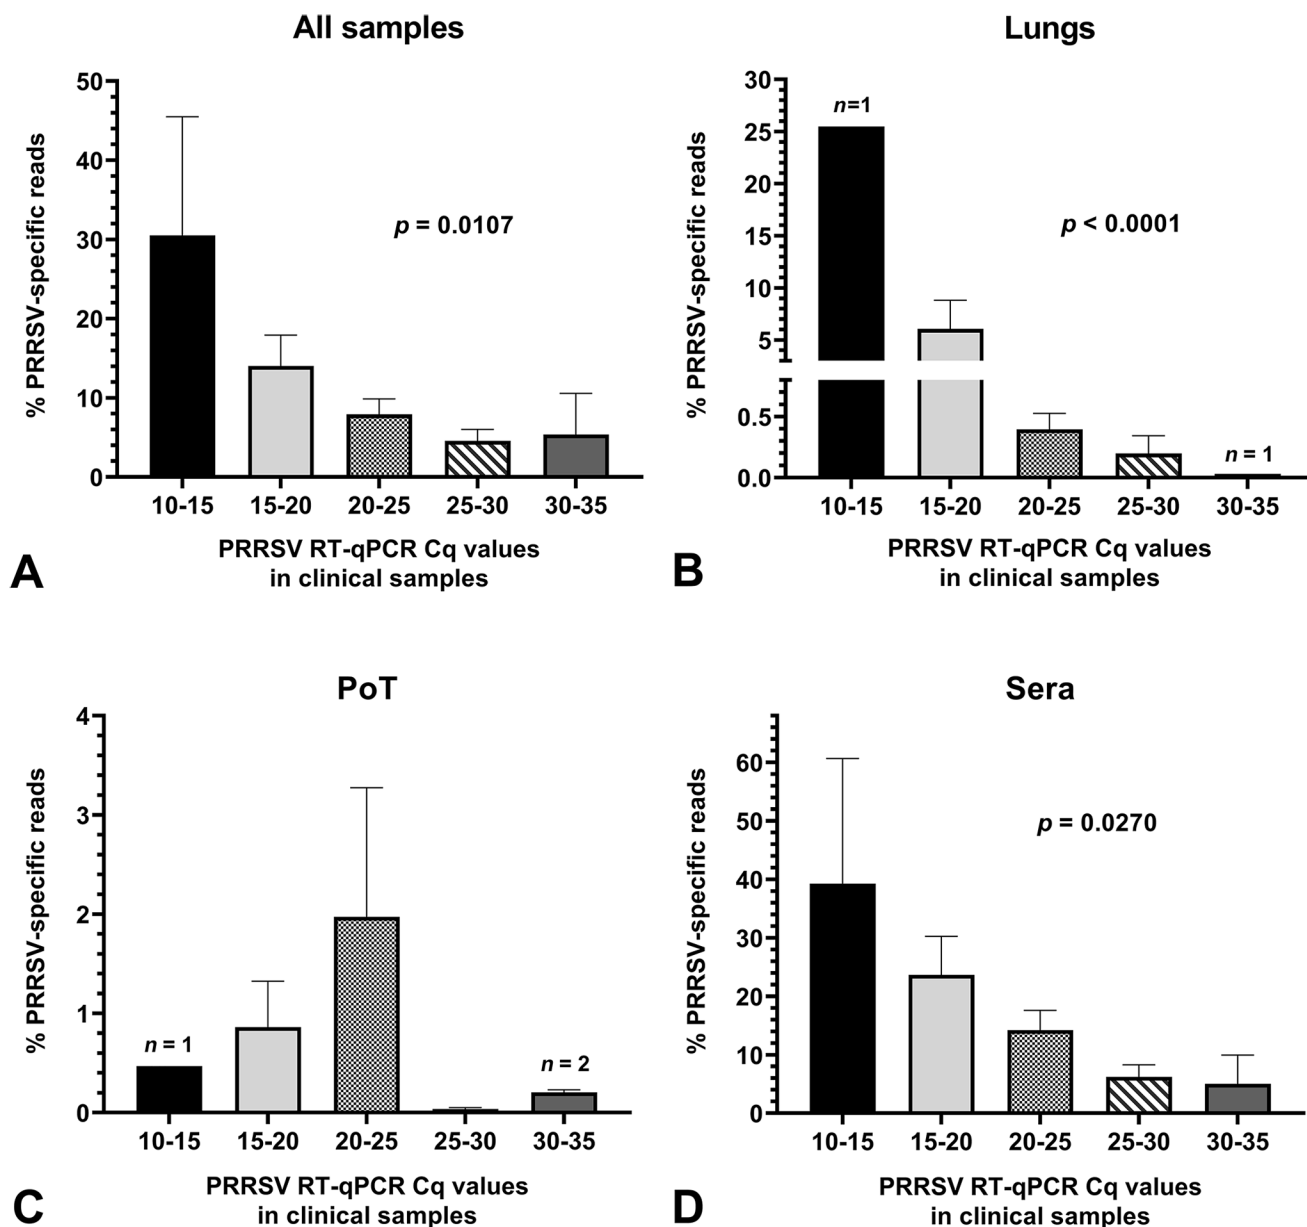 All samples
% PRRSV-specific reads
50
40
30
20
10
0
p = 0.0107
10-15 15-20 20-25 25-30 30-35
PRRSV RT-qPCR Cq values
in clinical samples
A
Lungs
% PRRSV-specific reads
30
25
20
15
10
5
0.5
0.0
n=1
p < 0.0001
n = 1
10-15 15-20 20-25 25-30 30-35
PRRSV RT-qPCR Cq values
in clinical samples
B
PoT
% PRRSV-specific reads
4
3
2
1
0
n = 1
n = 2
10-15 15-20 20-25 25-30 30-35
PRRSV RT-qPCR Cq values
in clinical samples
C
Sera
% PRRSV-specific reads
60
50
40
30
20
10
0
p = 0.0270
10-15 15-20 20-25 25-30 30-35
PRRSV RT-qPCR Cq values
in clinical samples
D